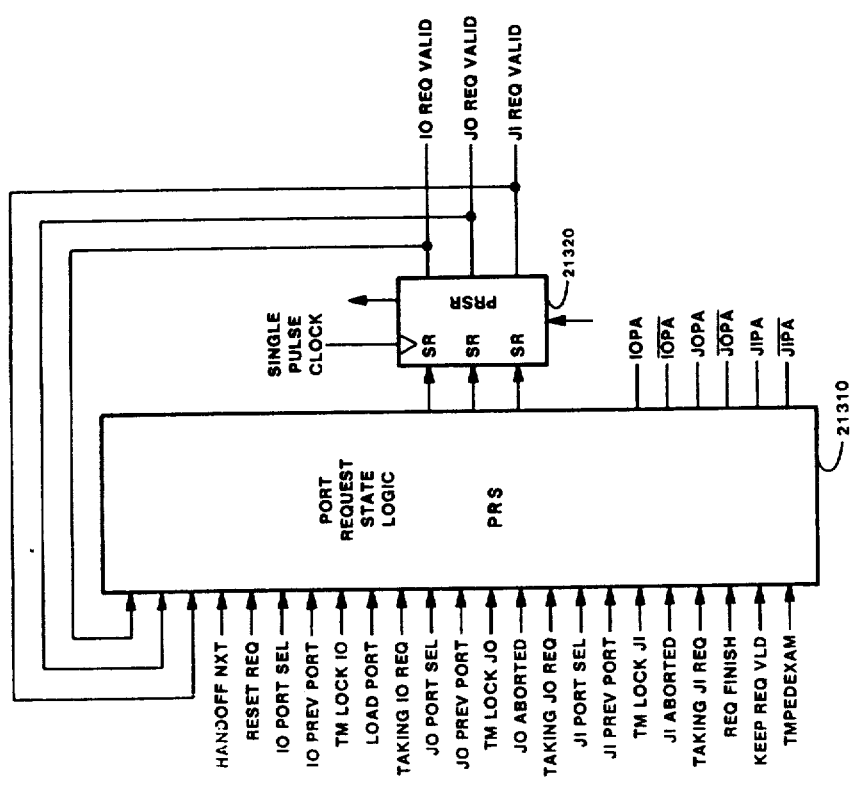 IO REQ VALID
JO REQ VALID
JI REQ VALID
SINGLE
PULSE
CLOCK
SR
SR
SR
PRSR
21320
PORT
REQUEST
STATE
LOGIC
PRS
IOPA
IOPA
JOPA
JOPA
JIPA
JIPA
21310
HANDOFF NXT
RESET REQ
IO PORT SEL
IO PREV PORT
TM LOCK IO
LOAD PORT
TAKING IO REQ
JO PORT SEL
JO PREV PORT
TM LOCK JO
JO ABORTED
TAKING JO REQ
JI PORT SEL
JI PREV PORT
TM LOCK JI
JI ABORTED
TAKING JI REQ
REQ FINISH
KEEP REQ VLD
TMPEDEXAM